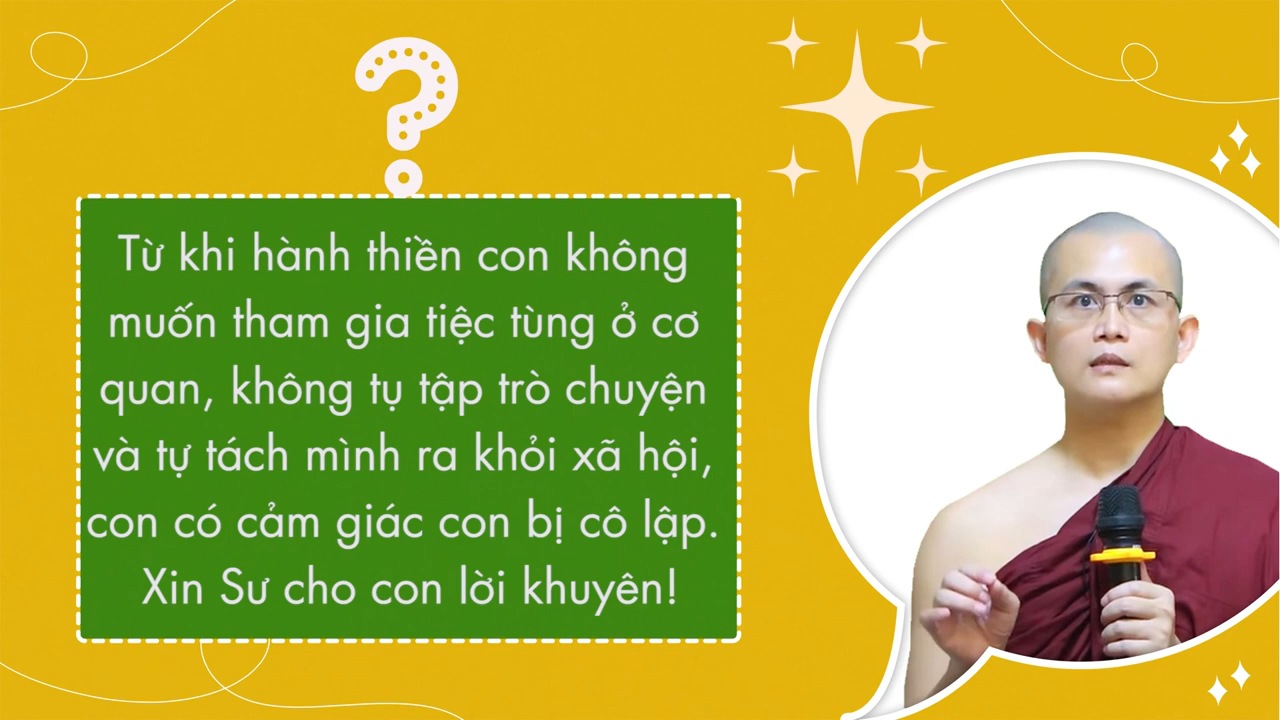 Từ khi hành thiền con không
muốn tham gia tiệc tùng ở cơ
quan, không tụ tập trò chuyện
và tự tách mình ra khỏi xã hội,
con có cảm giác con bị cô lập.
Xin Sư cho con lời khuyên!